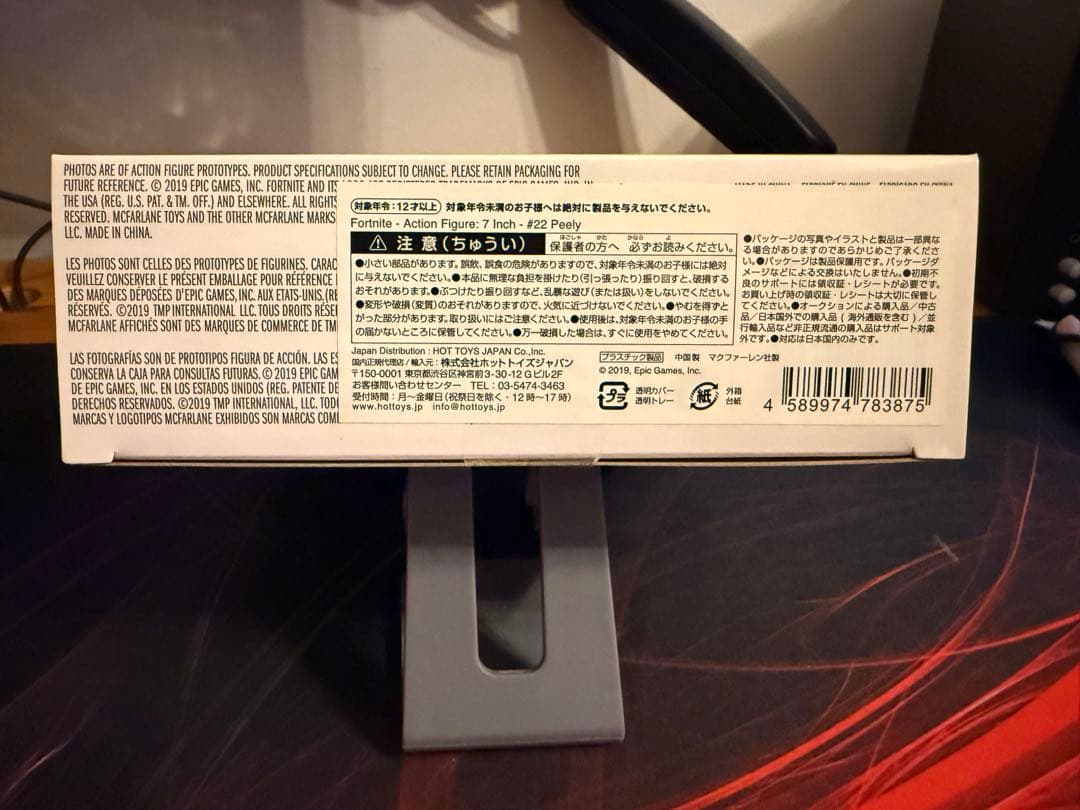 PHOTOS ARE OF ACTION FIGURE PROTOTYPES. PRODUCT SPECIFICATIONS SUBJECT TO CHANGE. PLEASE RETAIN PACKAGING FOR
FUTURE REFERENCE. © 2019 EPIC GAMES, INC. FORTNITE AND ITS
THE USA (REG. U.S. PAT. & TM. OFF.) AND ELSEWHERE. ALL RIGHTS
RESERVED. MCFARLANE TOYS AND THE OTHER MCFARLANE MARKS
LLC. MADE IN CHINA.
LES PHOTOS SONT CELLES DES PROTOTYPES DE FIGURINES. CARAC
VEUILLEZ CONSERVER LE PRÉSENT EMBALLAGE POUR RÉFÉRENCE
DES MARQUES DÉPOSÉES D'EPIC GAMES, INC. AUX ETATS-UNIS, (RE
RÉSERVÉS. ©2019 TMP INTERNATIONAL LLC. TOUS DROITS RÉSER
MCFARLANE AFFICHÉS SONT DES MARQUES DE COMMERCE DE TM
LAS FOTOGRAFÍAS SON DE PROTOTIPOS FIGURA DE ACCIÓN. LAS ES
CONSERVA LA CAJA PARA CONSULTAS FUTURAS. © 2019 EPIC GAM
DE EPIC GAMES, INC. EN LOS ESTADOS UNIDOS (REG. PATENTE DE
DERECHOS RESERVADOS. ©2019 TMP INTERNATIONAL, LLC. TODO
MARCAS Y LOGOTIPOS MCFARLANE EXHIBIDOS SON MARCAS COM
対象年令:12才以上 対象年令未満のお子様へは絶対に製品を与えないでください。
Fortnite - Action Figure: 7 Inch - #22 Peely
注意(ちゅうい) 保護者の方へ 必ずお読みください。
●小さい部品があります。誤飲、誤食の危険がありますので、対象年令未満のお子様には絶対
に与えないでください。●本品に無理な負担を掛けたり(引っ張ったり)振り回すと、破損する
おそれがあります。●ぶつけたり振り回すなど、乱暴な遊び(または扱い)をしないでください。
●変形や破損(変質)のおそれがありますので、火気に近づけないでください。●やむを得ずと
がった部分があります。取り扱いにはご注意ください。●使用後は、対象年令未満のお子様の手
の届かないところに保管してください。●万一破損した場合は、すぐに使用をやめてください。
●パッケージの写真やイラストと製品は一部異な
る場合がありますのであらかじめご了承くださ
い。●パッケージは製品保護用です。パッケージダ
メージなどによる交換はいたしません。●初期不
良のサポートには領収証・レシートが必要です。
お買い上げ時の領収証・レシートは大切に保管し
てください。●オークションによる購入品/中古
品/日本国外での購入品(海外通販を含む)/並
行輸入品など非正規流通の購入品はサポート対象
外です。●対応は日本国内のみです。
Japan Distribution : HOT TOYS JAPAN Co.,Inc.
国内正規代理店/輸入元:株式会社ホットトイズジャパン
〒150-0001 東京都渋谷区神宮前3-30-12 Gビル2F
お客様問い合わせセンター TEL:03-5474-3463
受付時間:月〜金曜日(祝祭日を除く・12時〜17時)
www.hottoys.jp info@hottoys.jp
プラスチック製品 中国製 マクファーレン社製
© 2019, Epic Games, Inc.
プラ 透明カバー
透明トレー
紙 外箱
台紙
4 589974 783875